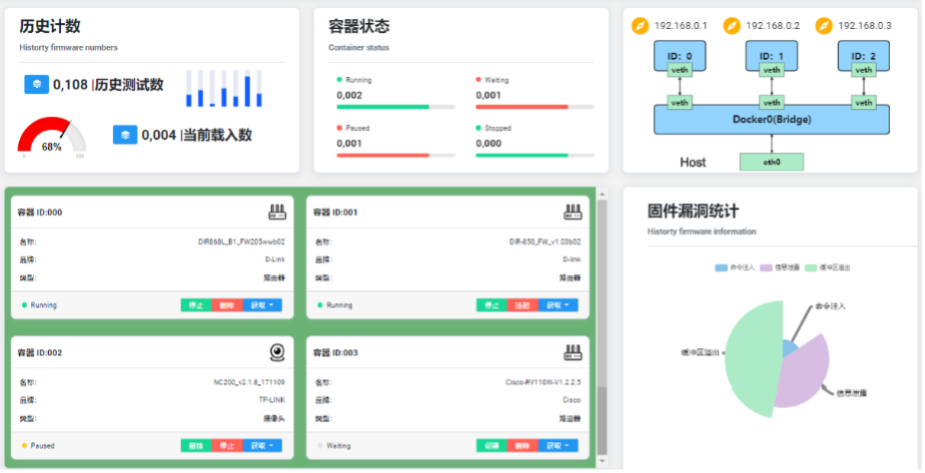 历史计数
Historty firmware numbers
0,108 |历史测试数
68%
0,004 |当前载入数
容器状态
Container status
Running
0,002
Waiting
0,001
Paused
0,001
Stopped
0,000
192.168.0.1
192.168.0.2
192.168.0.3
ID: 0
ID: 1
ID: 2
veth
veth
veth
veth
veth
veth
Docker0(Bridge)
Host
eth0
容器 ID:000
名称:
DIR868L_B1_FW205wwb02
品牌:
D-Link
类型:
路由器
Running
停止
删除
获取
容器 ID:001
名称:
DIR-850_FW_v1.03b02
品牌:
D-link
类型:
路由器
Running
停止
获取
容器 ID:002
名称:
NC200_v2.1.8_171109
品牌:
TP-LINK
类型:
摄像头
Paused
停止
获取
容器 ID:003
名称:
Cisco-RV110W-V1.2.2.5
品牌:
Cisco
类型:
路由器
Waiting
创建
删除
获取
固件漏洞统计
Historty firmware information
命令注入
信息泄露
缓冲区溢出
命令注入
缓冲区溢出
信息泄露